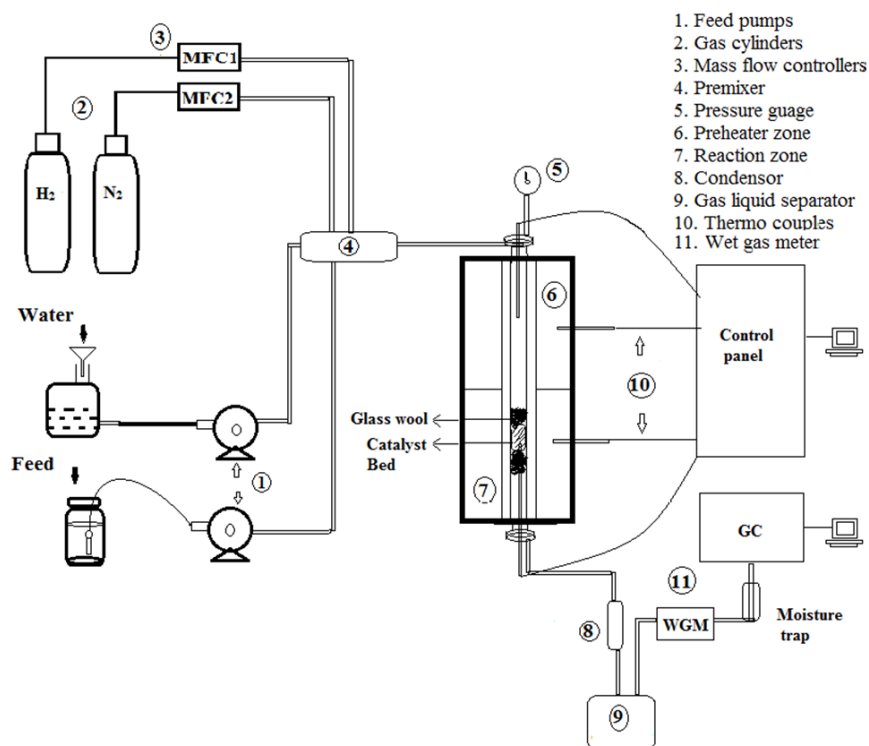 1. Feed pumps
2. Gas cylinders
3. Mass flow controllers
4. Premixer
5. Pressure guage
6. Preheater zone
7. Reaction zone
8. Condensor
9. Gas liquid separator
10. Thermo couples
11. Wet gas meter
3
MFC1
2
MFC2
H2
N2
5
4
6
Water
Control
panel
10
Glass wool
Catalyst
Bed
Feed
1
7
GC
11
8
WGM
Moisture
trap
9